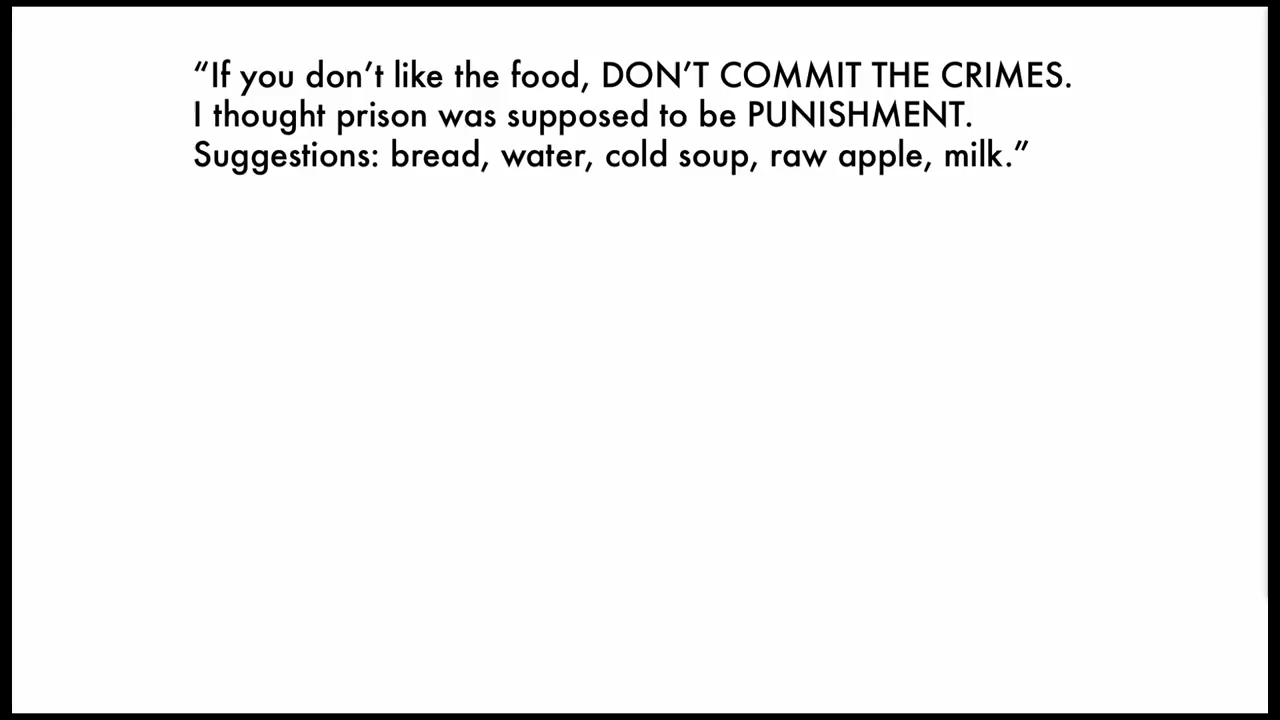 “If you don’t like the food, DON’T COMMIT THE CRIMES.
I thought prison was supposed to be PUNISHMENT.
Suggestions: bread, water, cold soup, raw apple, milk.”